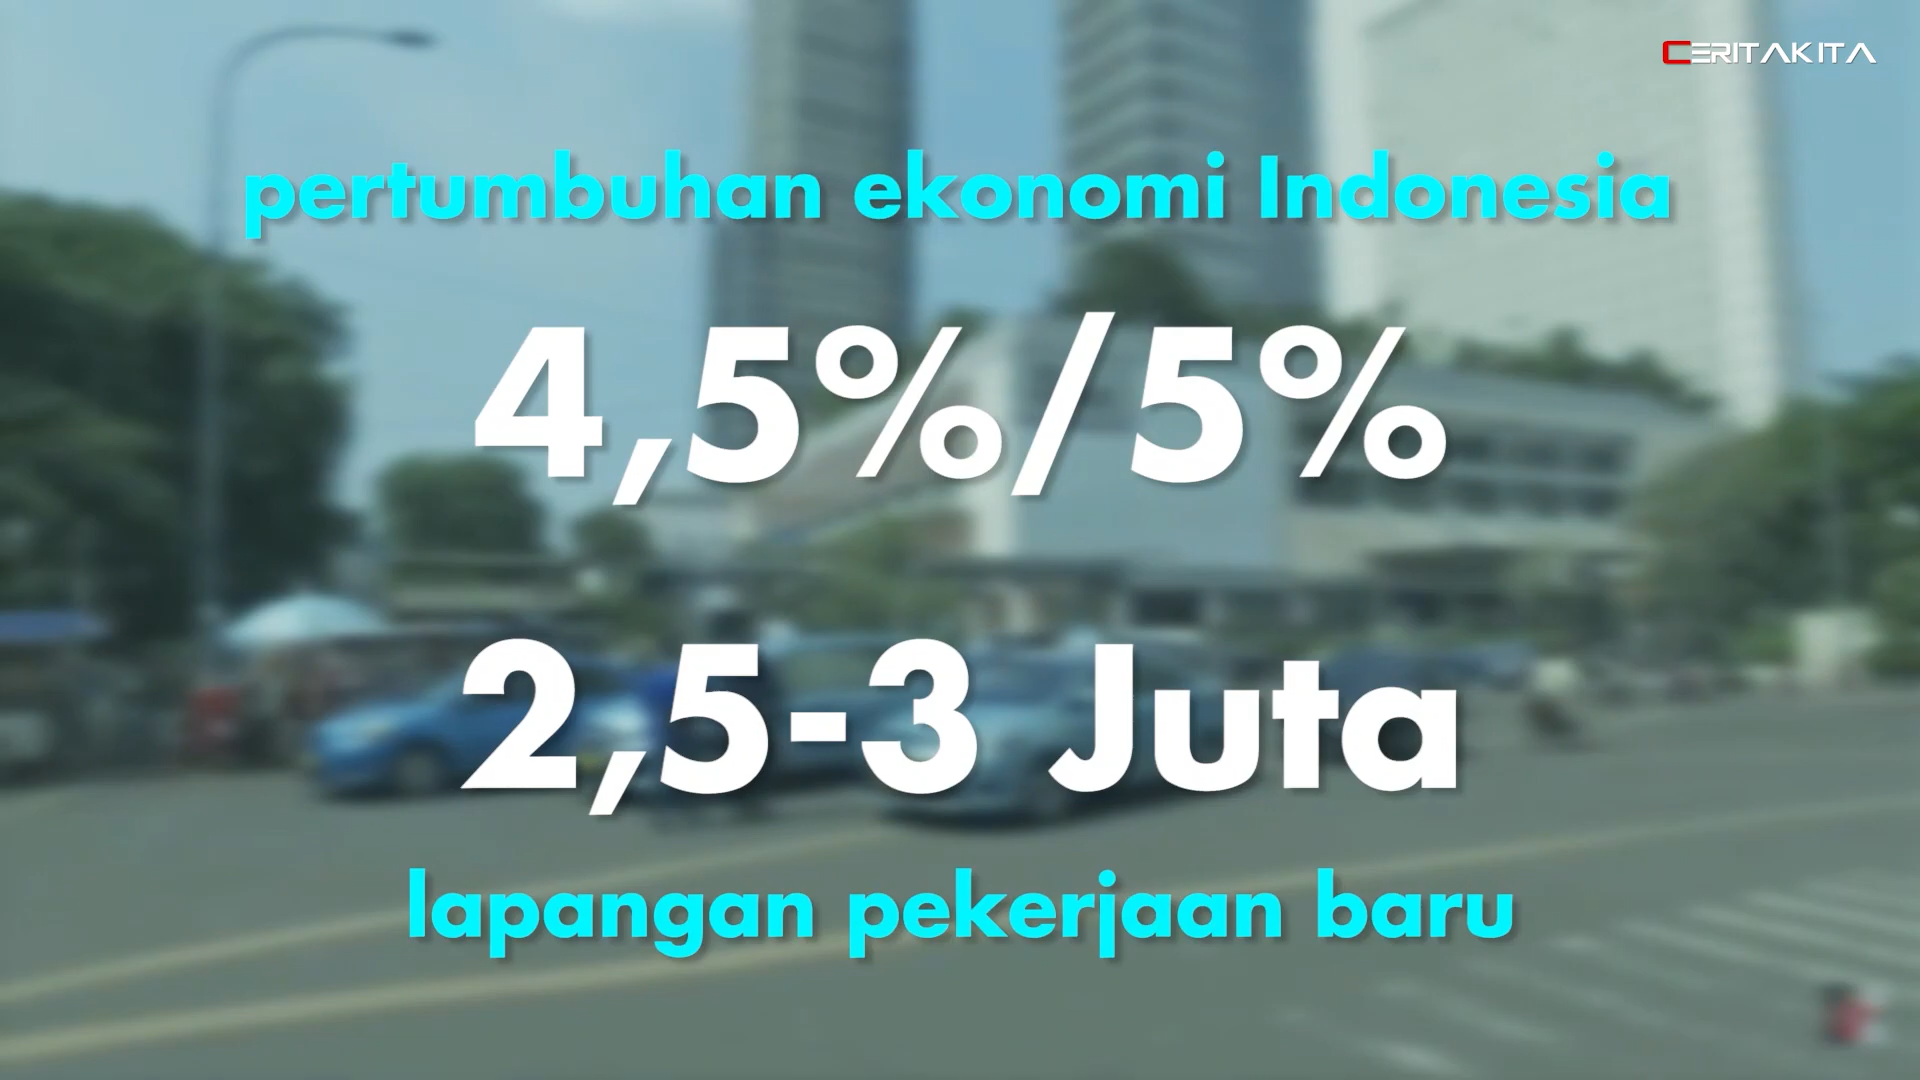 CERITAKITA
pertumbuhan ekonomi Indonesia
4,5%/5%
2,5-3 Juta
lapangan pekerjaan baru